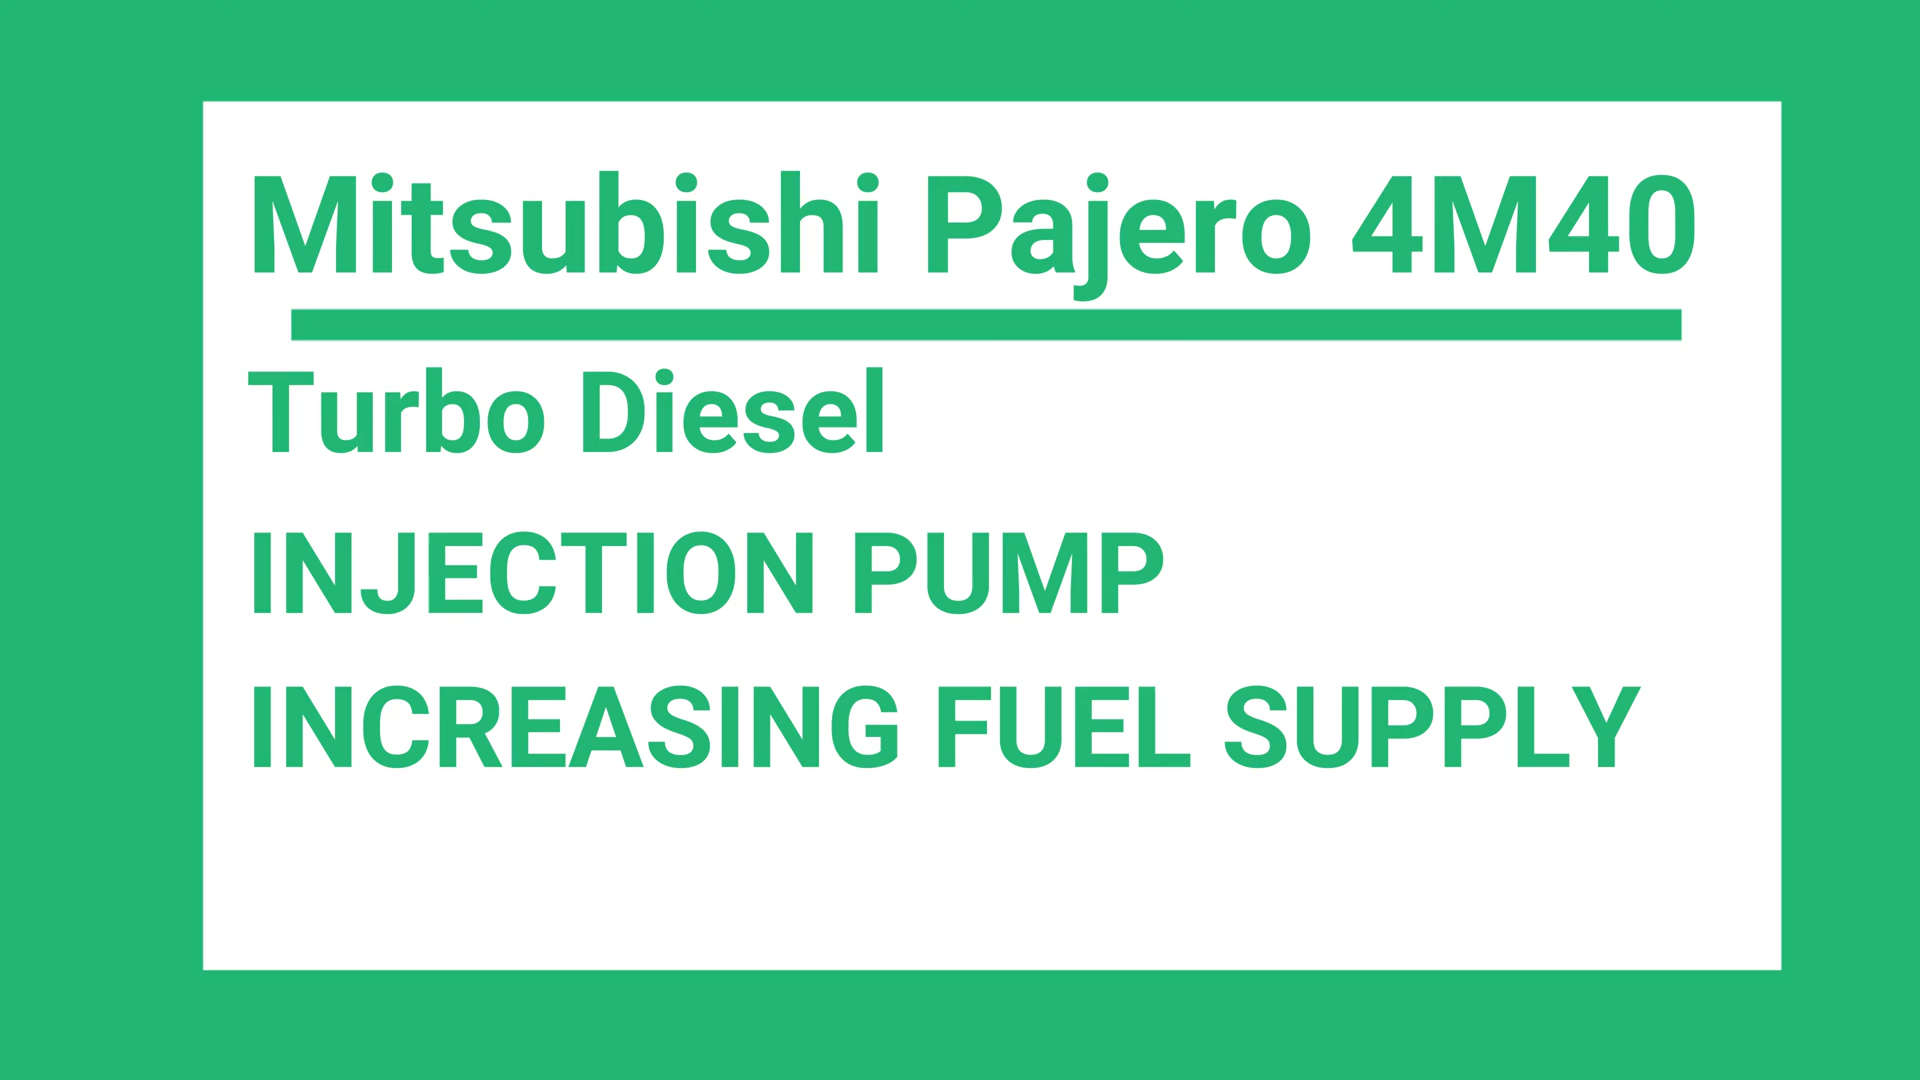 Mitsubishi Pajero 4M40
Turbo Diesel
INJECTION PUMP
INCREASING FUEL SUPPLY